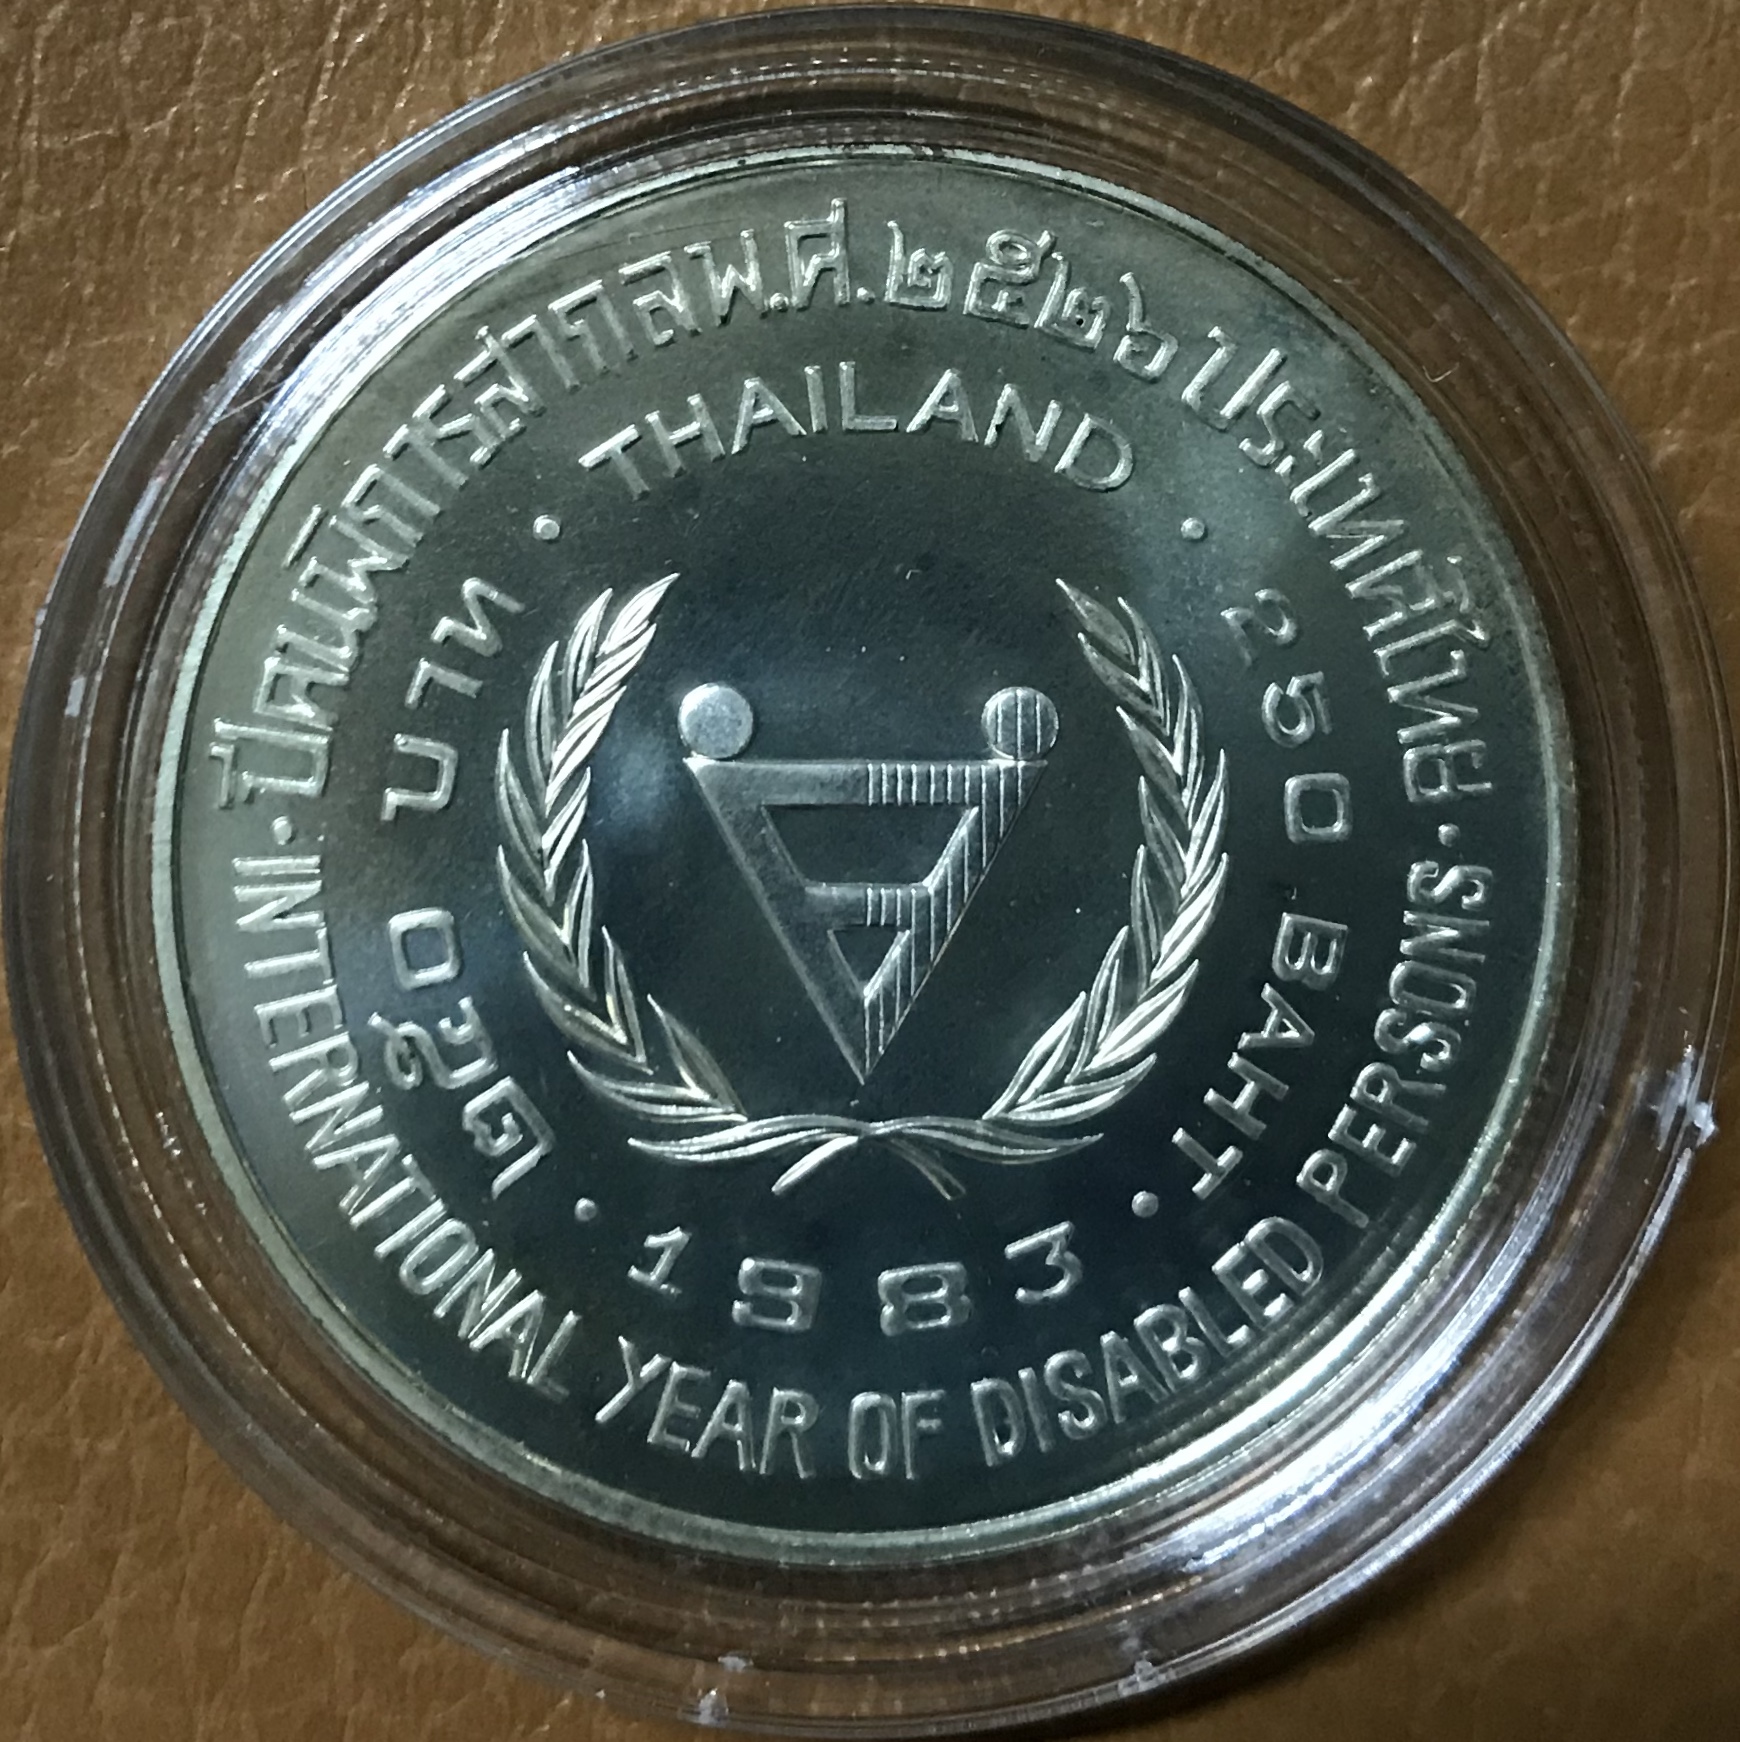 ปีคนพิการสากลพ.ศ.๒๕๒๖ประเทศไทย
·INTERNATIONAL YEAR OF DISABLED PERSONS·
THAILAND
๒๕๐ บาท
250 BAHT
1983